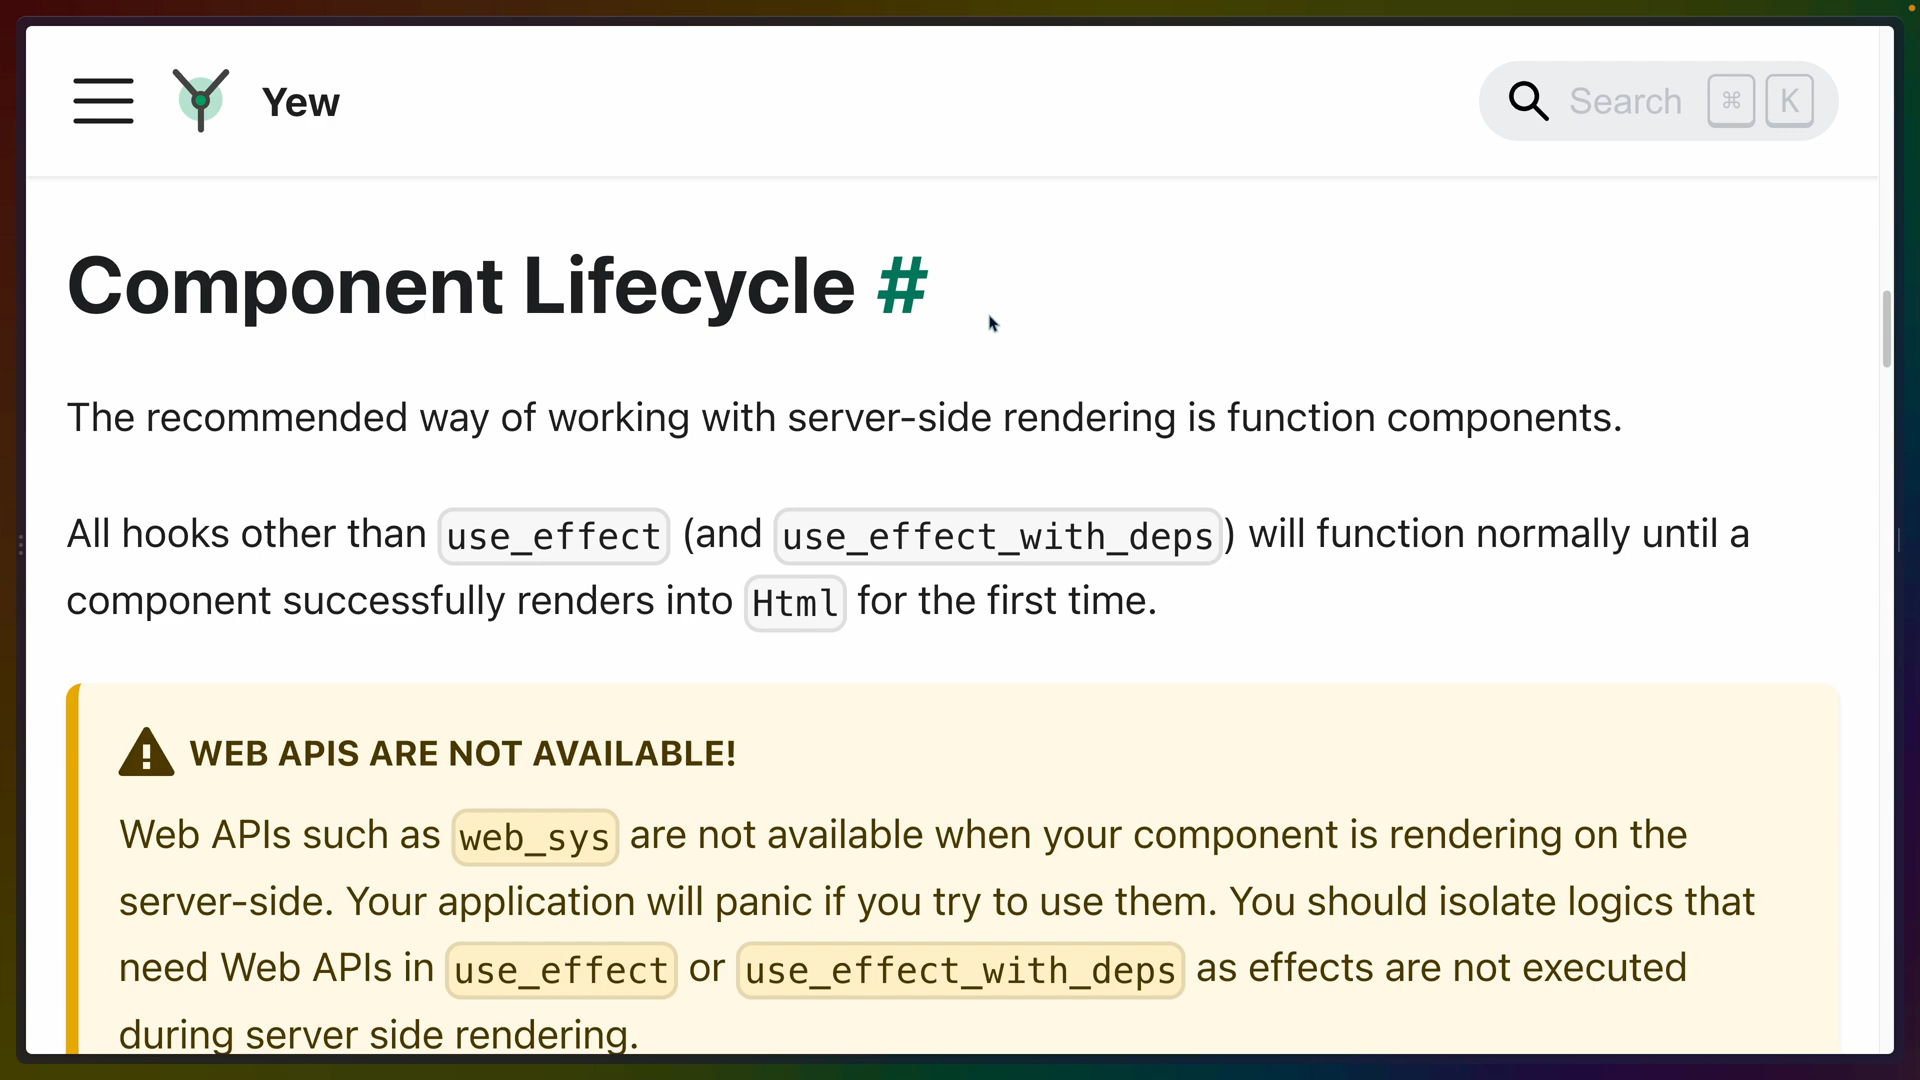 Yew
Search ⌘ K
Component Lifecycle #
The recommended way of working with server-side rendering is function components.
All hooks other than use_effect (and use_effect_with_deps) will function normally until a
component successfully renders into Html for the first time.
WEB APIS ARE NOT AVAILABLE!
Web APIs such as web_sys are not available when your component is rendering on the
server-side. Your application will panic if you try to use them. You should isolate logics that
need Web APIs in use_effect or use_effect_with_deps as effects are not executed
during server side rendering.